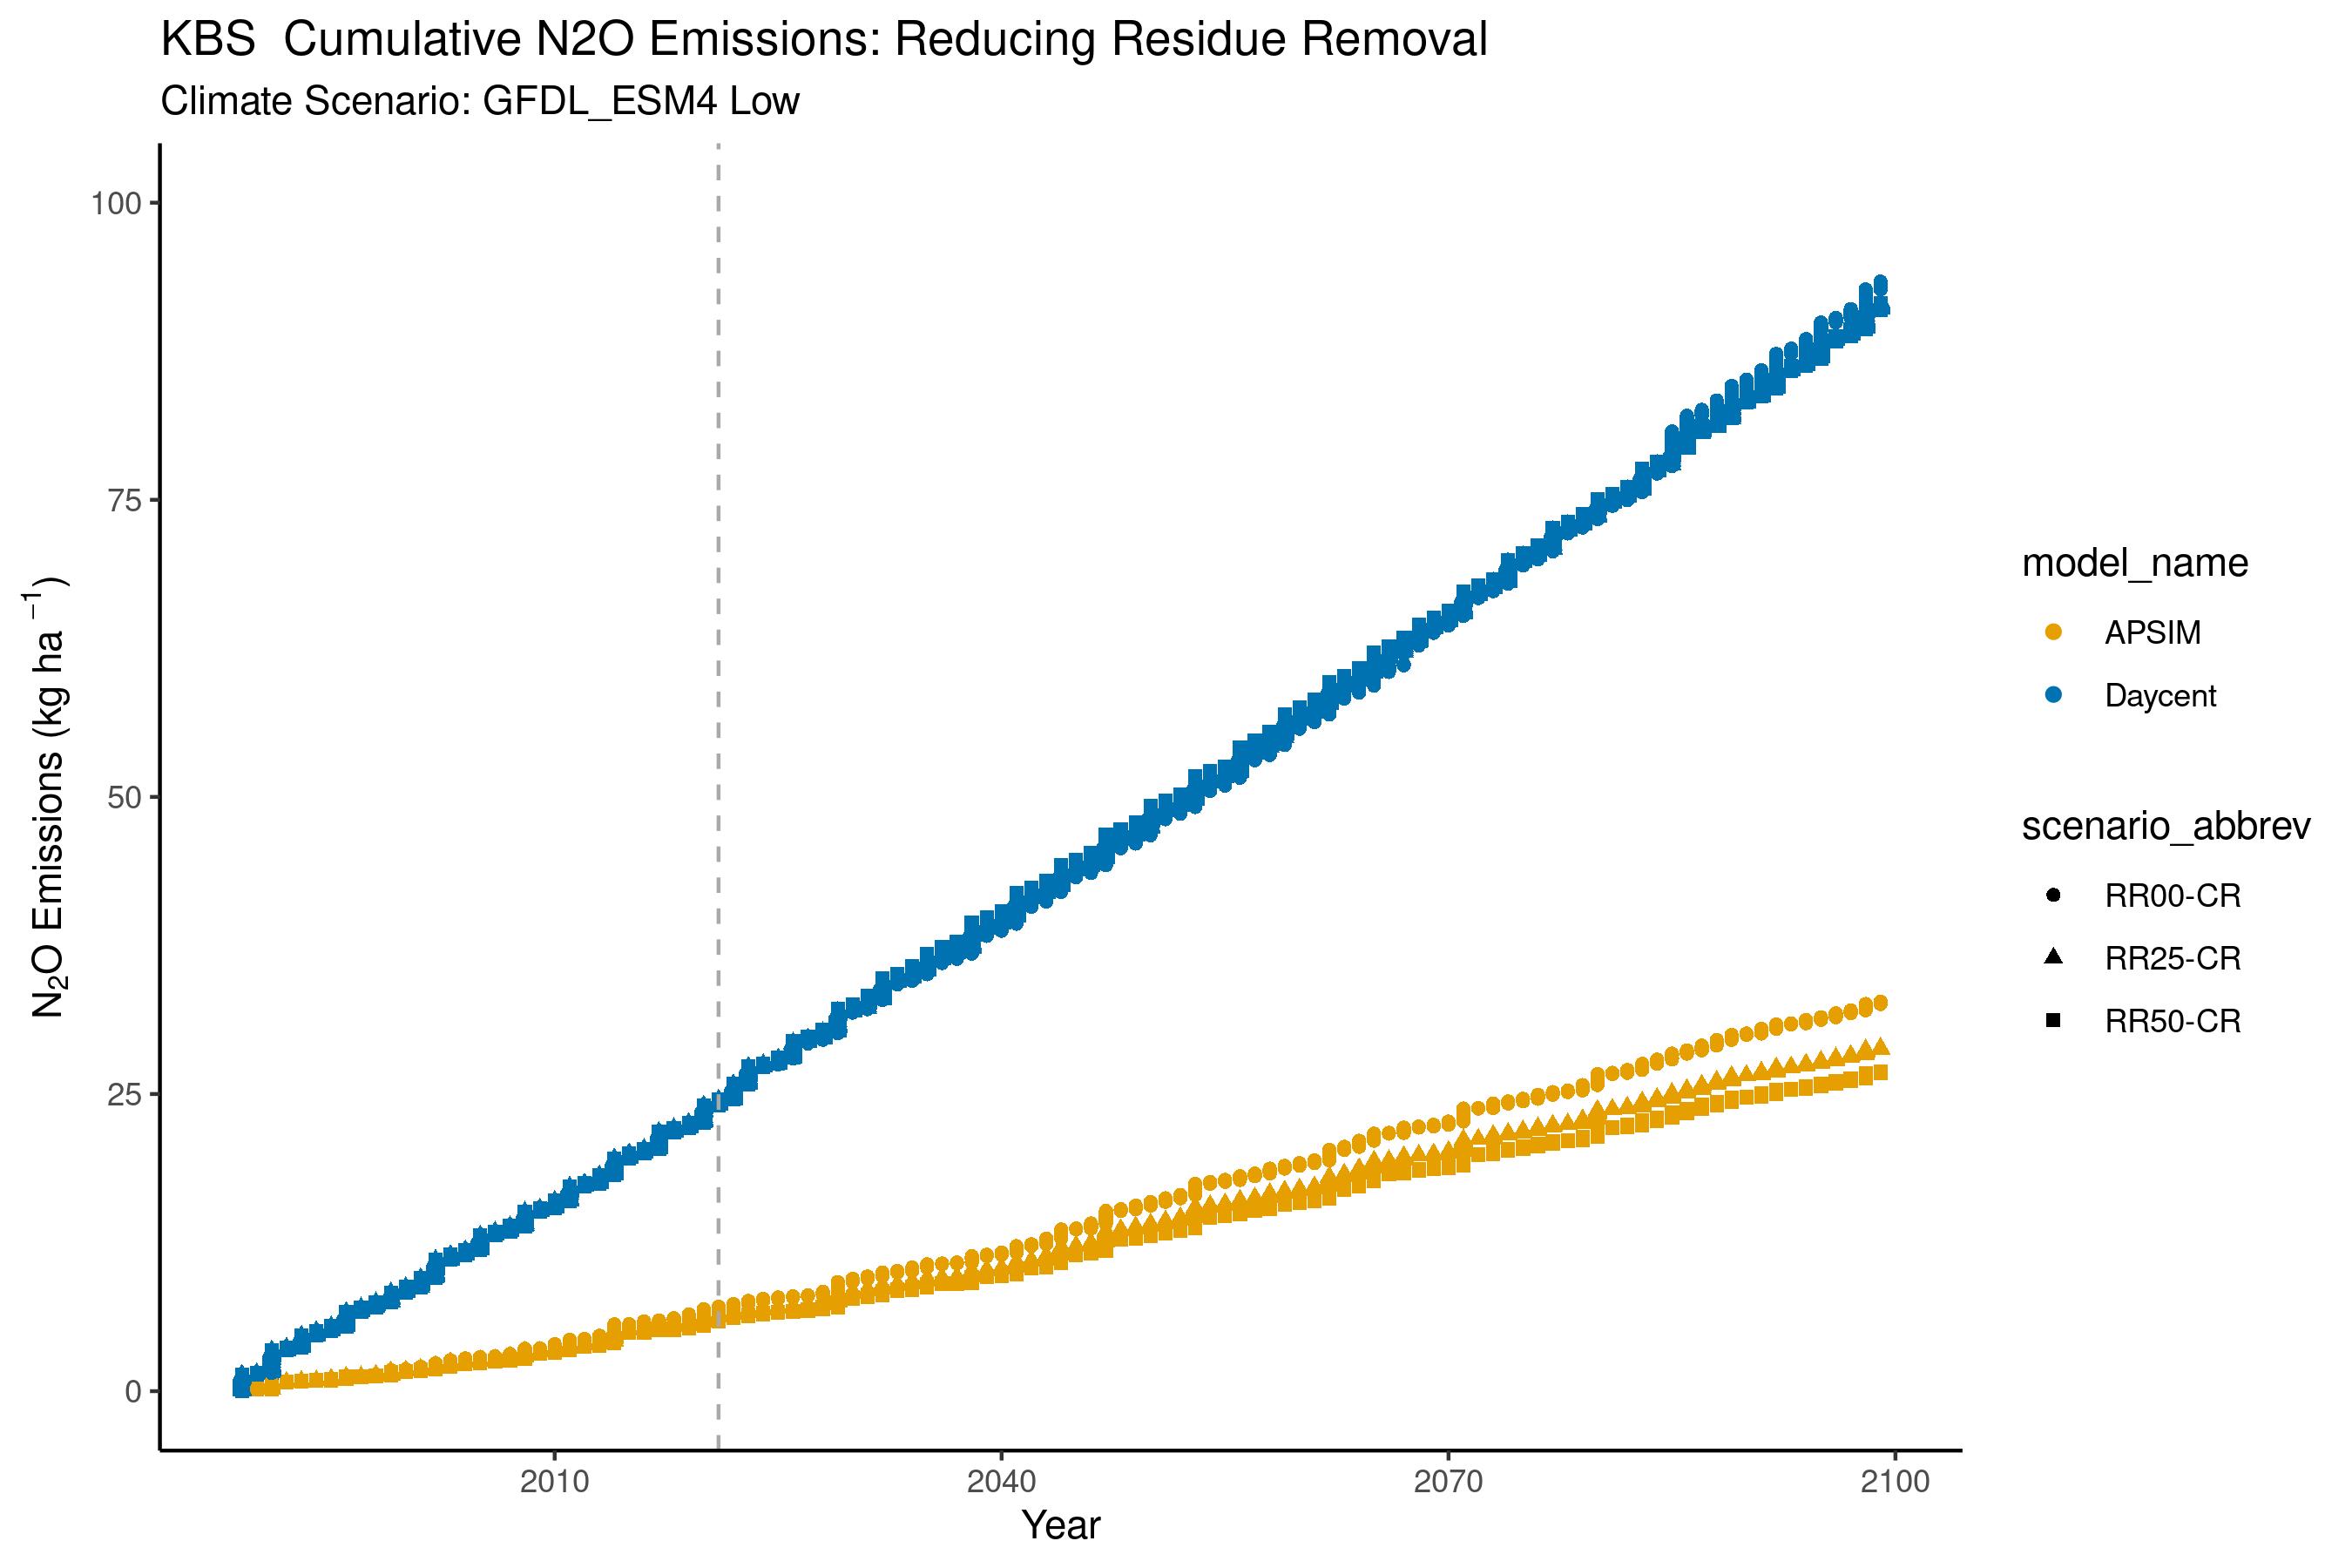 KBS  Cumulative N2O Emissions: Reducing Residue Removal
Climate Scenario: GFDL_ESM4 Low
N₂O Emissions (kg ha⁻¹)
100
75
50
25
0
2010
2040
2070
2100
Year
model_name
APSIM
Daycent
scenario_abbrev
RR00-CR
RR25-CR
RR50-CR